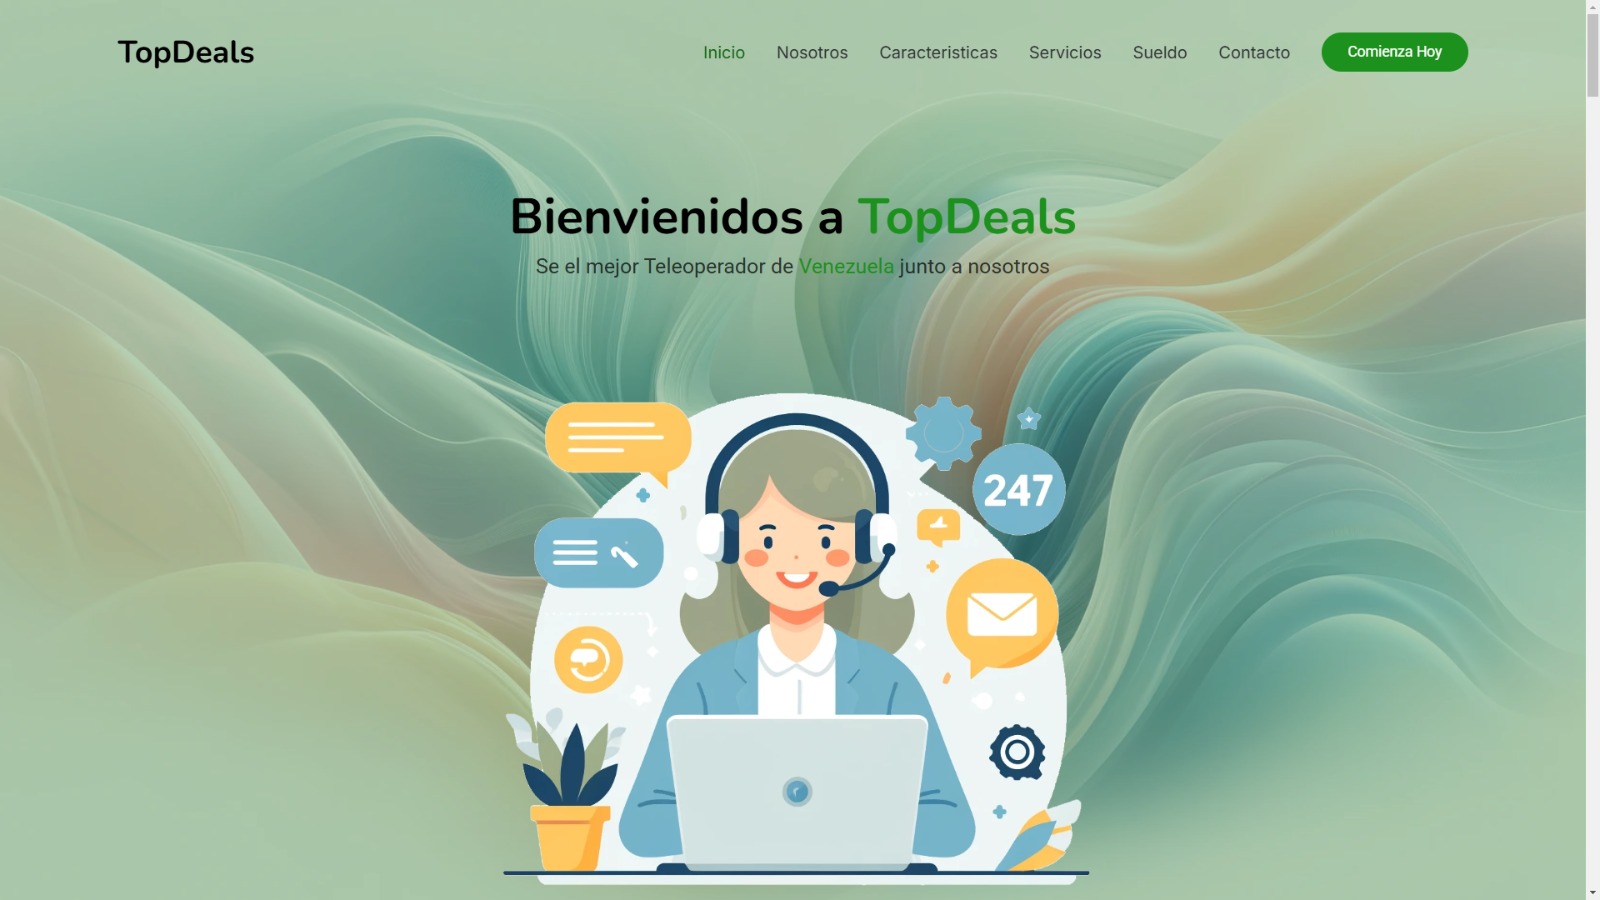 TopDeals
Inicio Nosotros Caracteristicas Servicios Sueldo Contacto Comienza Hoy
Bienvienidos a TopDeals
Se el mejor Teleoperador de Venezuela junto a nosotros
247